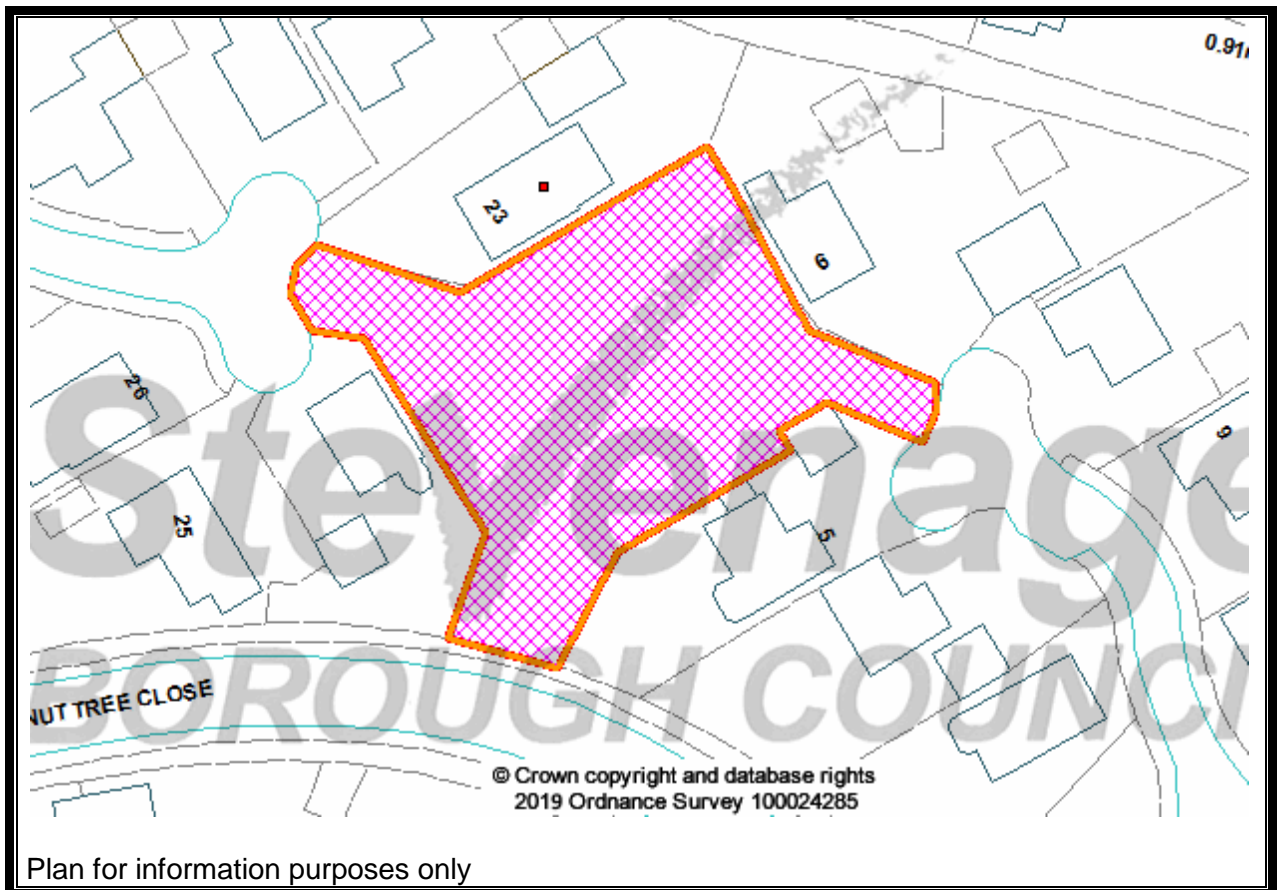 0.91
23
6
26
Stevenage
25
5
9
BOROUGH COUNCI
NUT TREE CLOSE
© Crown copyright and database rights
2019 Ordnance Survey 100024285
Plan for information purposes only